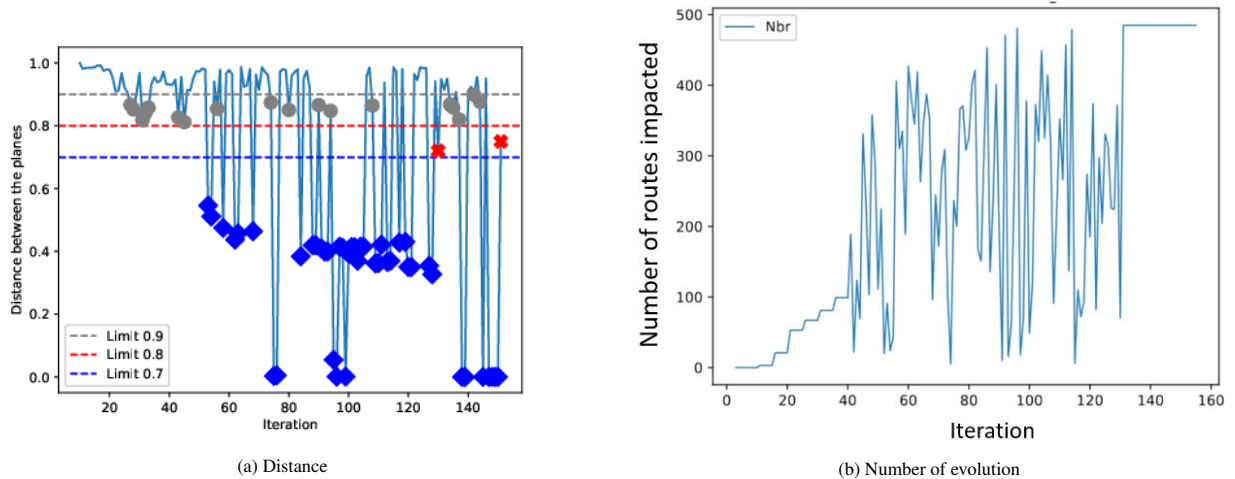 Distance between the planes
1.0
0.8
0.6
0.4
0.2
0.0
Limit 0.9
Limit 0.8
Limit 0.7
20 40 60 80 100 120 140
Iteration
(a) Distance
Number of routes impacted
500
400
300
200
100
0
Nbr
0 20 40 60 80 100 120 140 160
Iteration
(b) Number of evolution